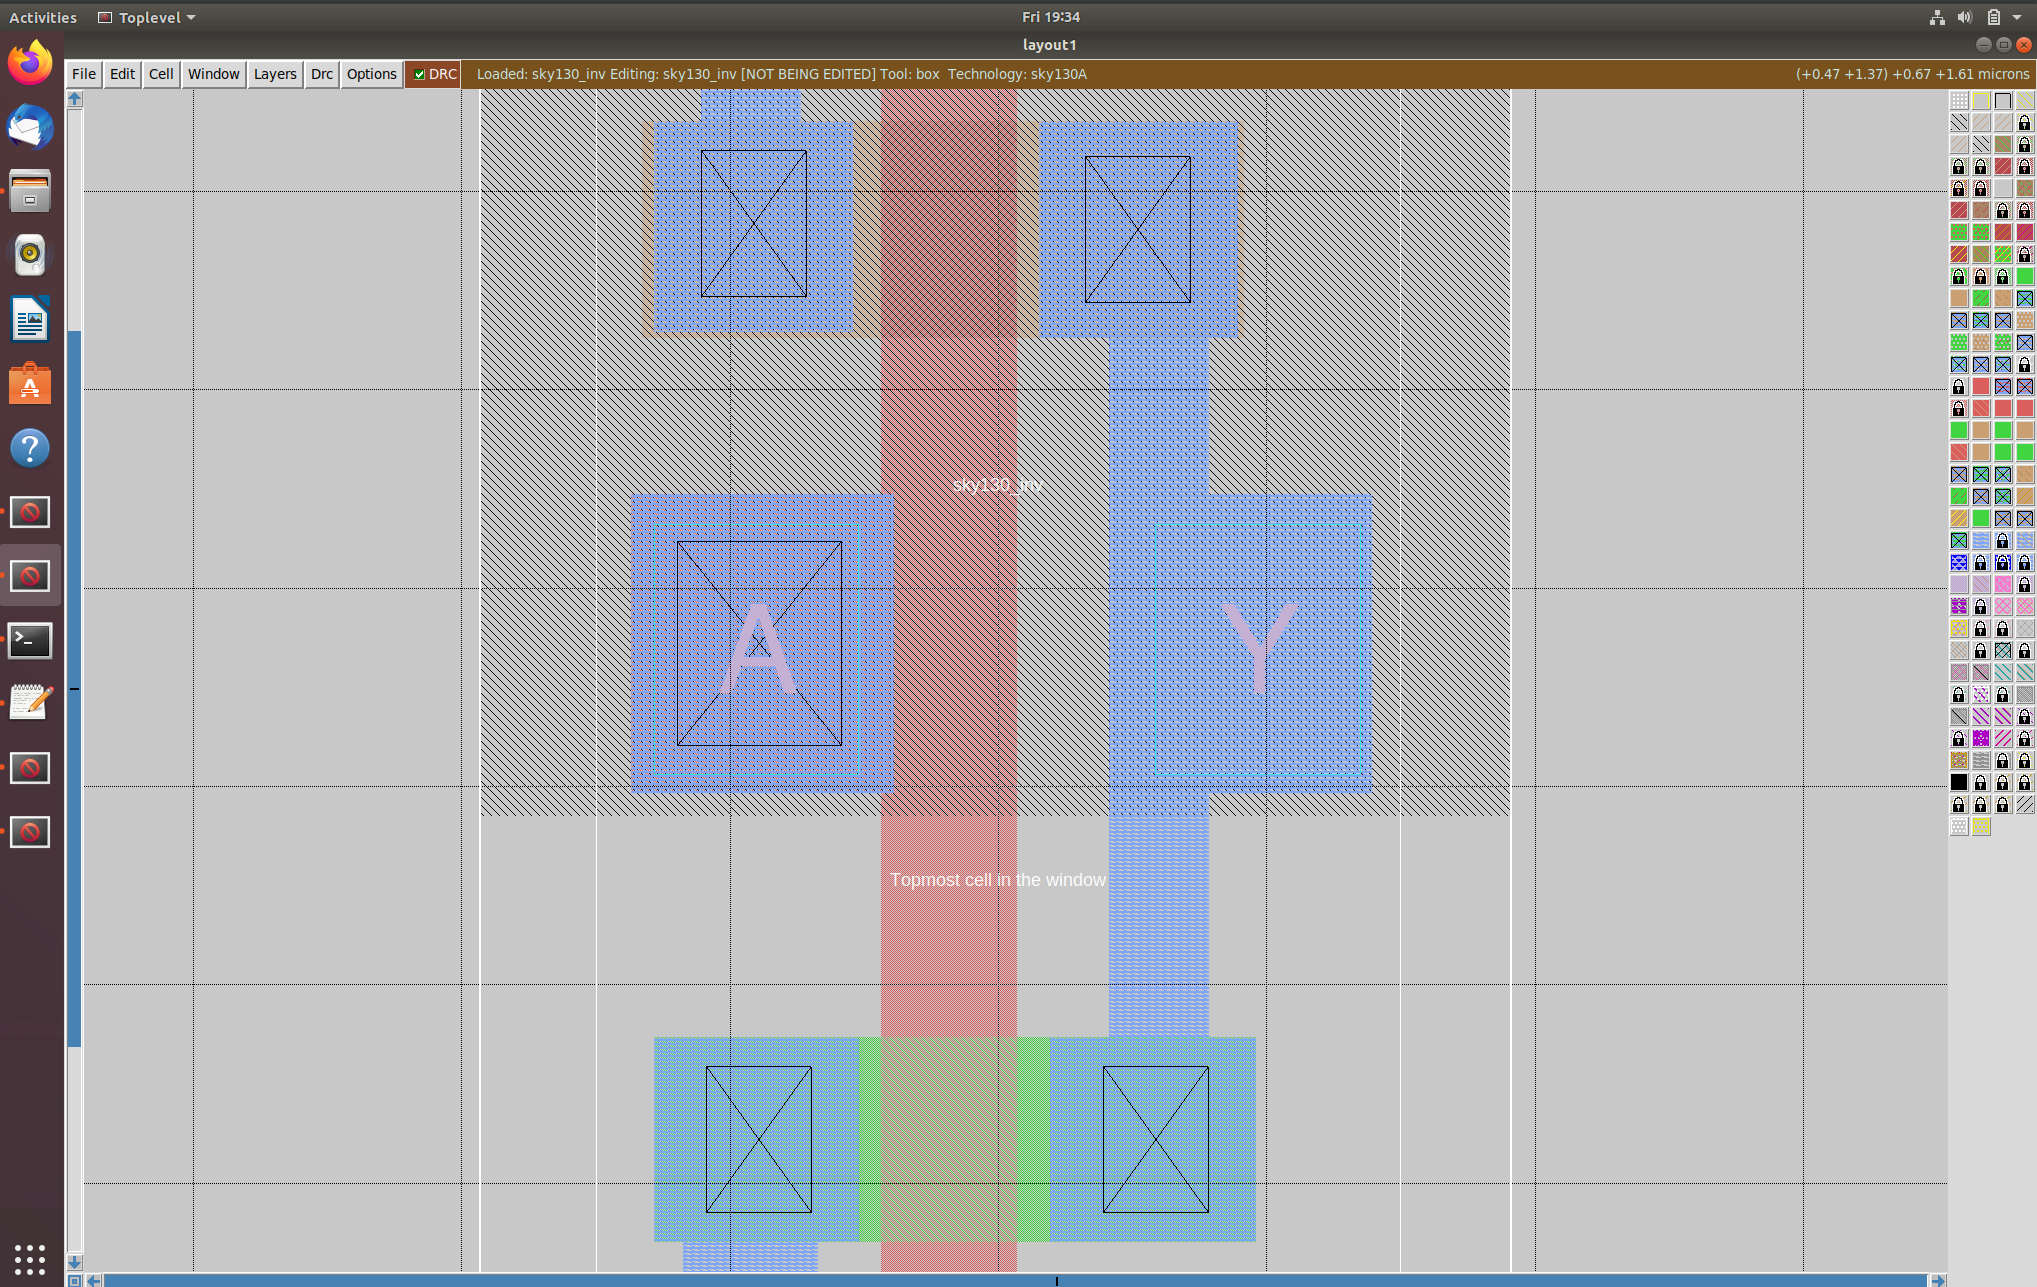 Activities Toplevel Fri 19:34
layout1
File Edit Cell Window Layers Drc Options DRC Loaded: sky130_inv Editing: sky130_inv [NOT BEING EDITED] Tool: box Technology: sky130A (+0.47 +1.37) +0.67 +1.61 microns
sky130_inv
A Y
Topmost cell in the window